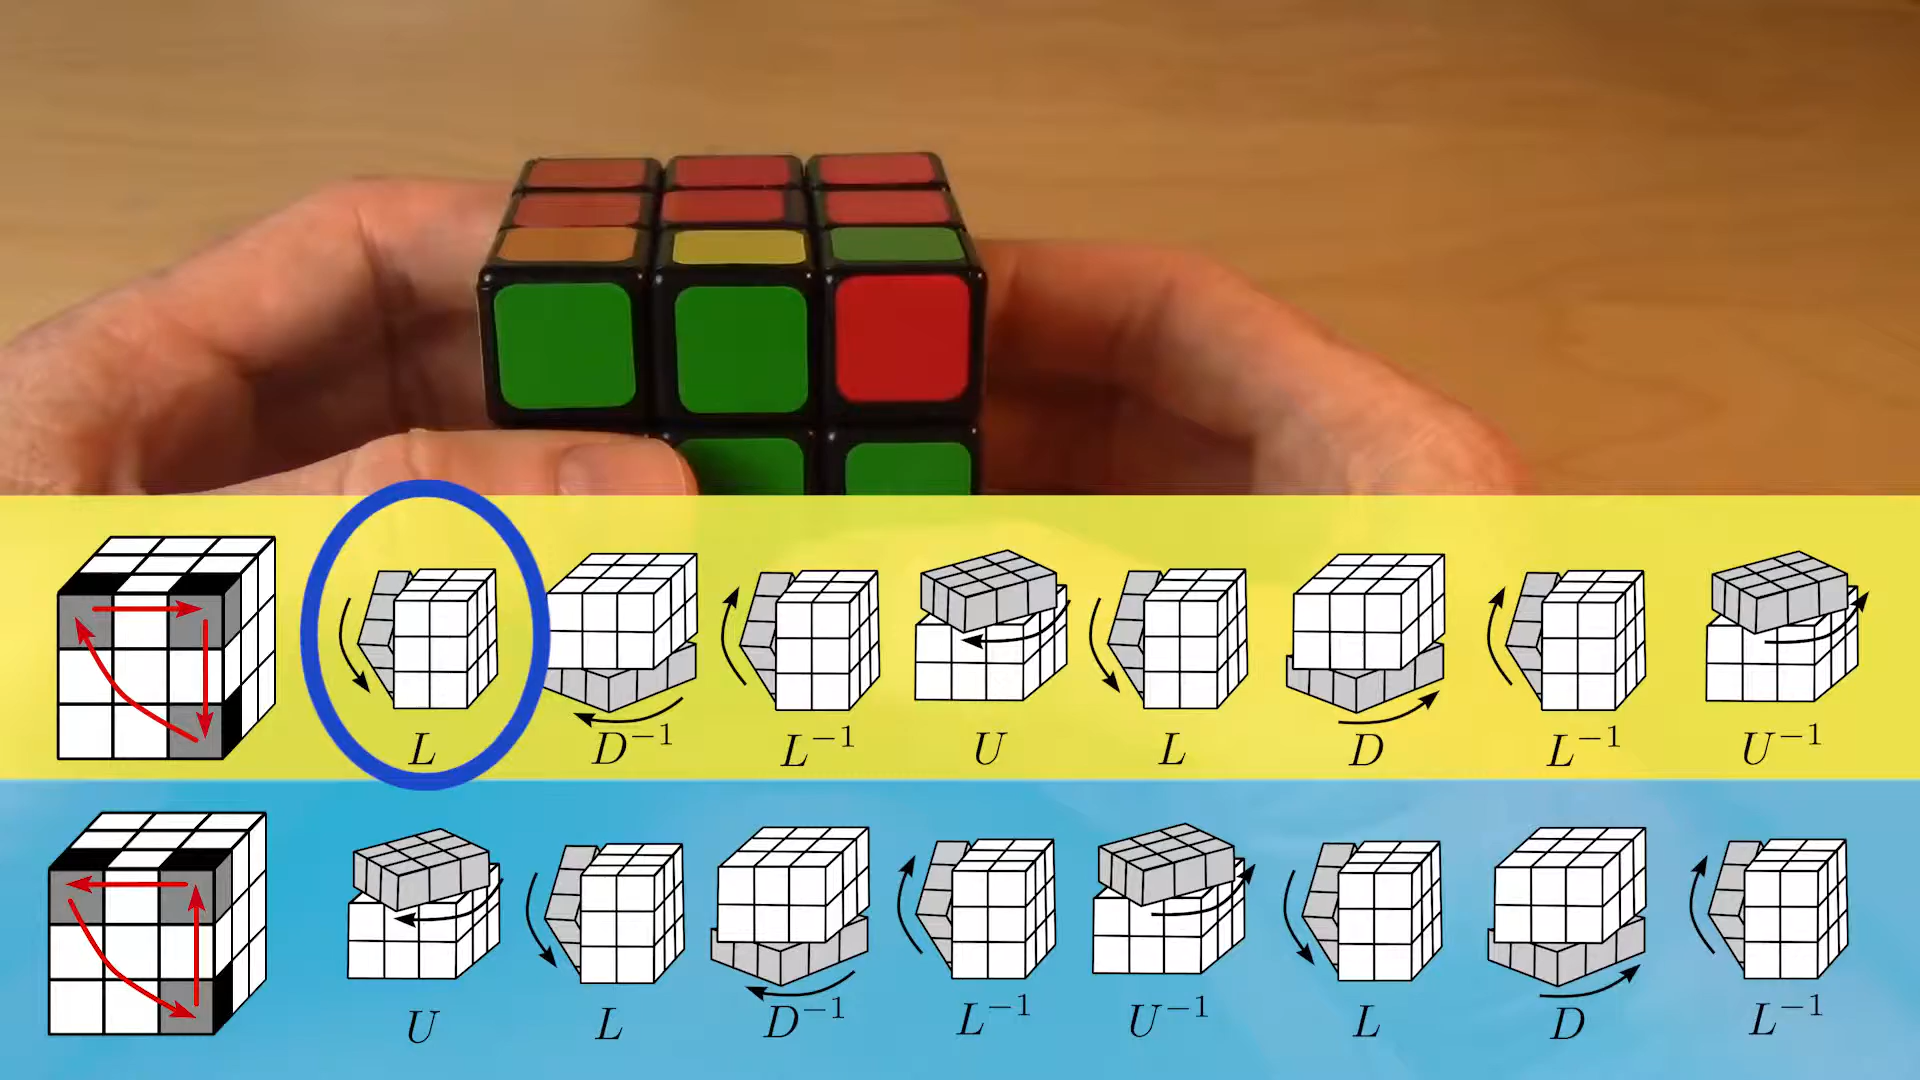 L D⁻¹ L⁻¹ U L D L⁻¹ U⁻¹
U L D⁻¹ L⁻¹ U⁻¹ L D L⁻¹